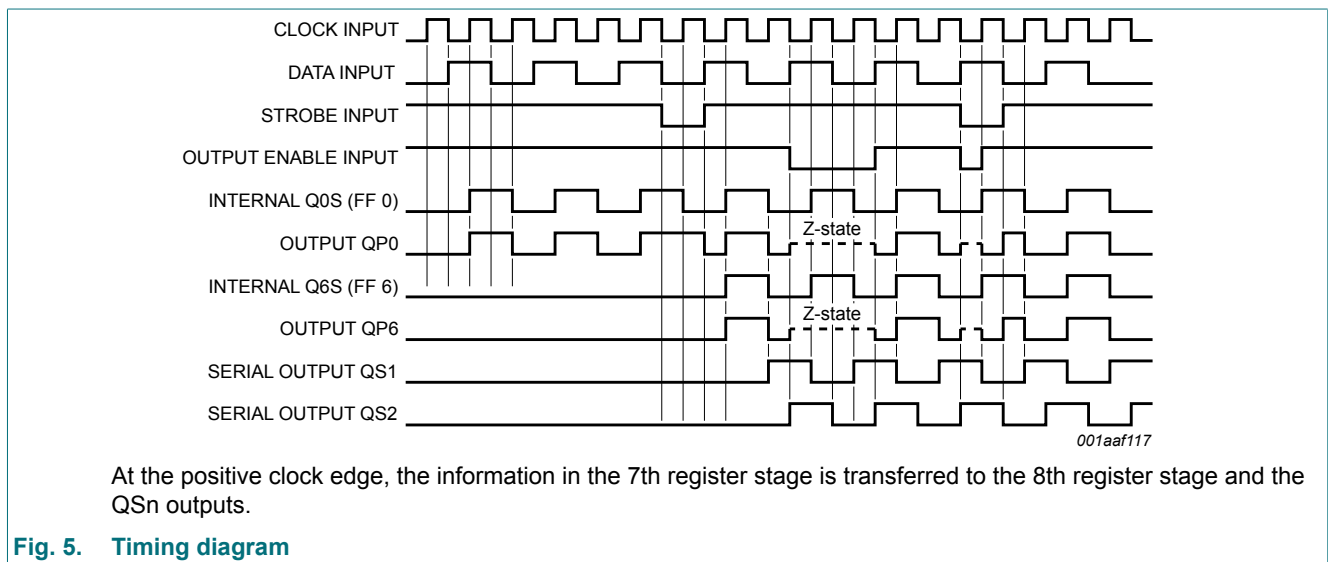 CLOCK INPUT
DATA INPUT
STROBE INPUT
OUTPUT ENABLE INPUT
INTERNAL Q0S (FF 0)
Z-state
OUTPUT QP0
INTERNAL Q6S (FF 6)
Z-state
OUTPUT QP6
SERIAL OUTPUT QS1
SERIAL OUTPUT QS2
001aaf117
At the positive clock edge, the information in the 7th register stage is transferred to the 8th register stage and the
QSn outputs.
Fig. 5. Timing diagram